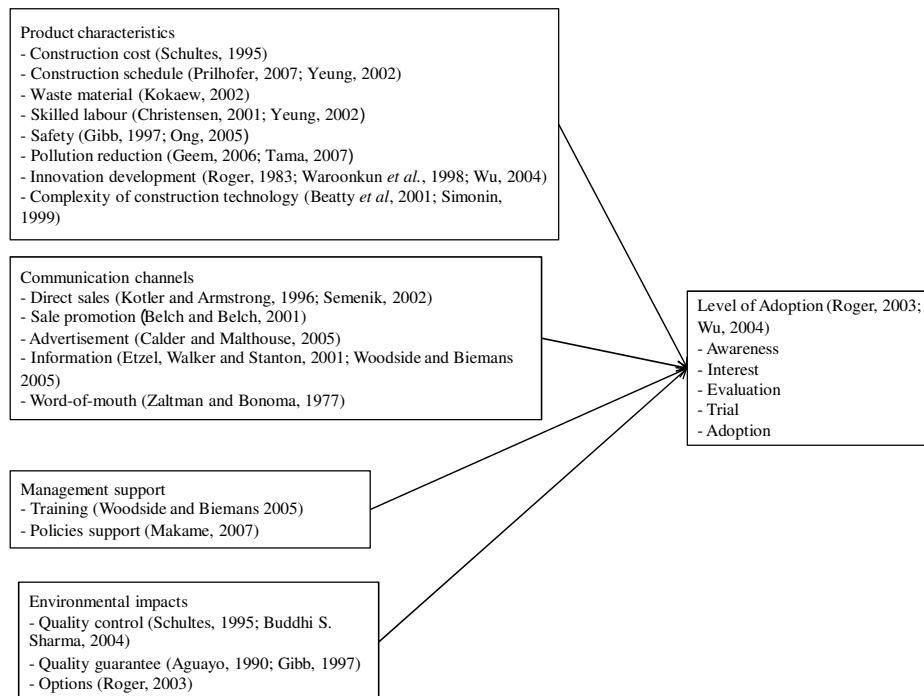 Product characteristics
- Construction cost (Schultes, 1995)
- Construction schedule (Prilhofer, 2007; Yeung, 2002)
- Waste material (Kokaew, 2002)
- Skilled labour (Christensen, 2001; Yeung, 2002)
- Safety (Gibb, 1997; Ong, 2005)
- Pollution reduction (Geem, 2006; Tama, 2007)
- Innovation development (Roger, 1983; Waroonkun et al., 1998; Wu, 2004)
- Complexity of construction technology (Beatty et al, 2001; Simonin,
1999)
Communication channels
- Direct sales (Kotler and Armstrong, 1996; Semenik, 2002)
- Sale promotion (Belch and Belch, 2001)
- Advertisement (Calder and Malthouse, 2005)
- Information (Etzel, Walker and Stanton, 2001; Woodside and Biemans
2005)
- Word-of-mouth (Zaltman and Bonoma, 1977)
Management support
- Training (Woodside and Biemans 2005)
- Policies support (Makame, 2007)
Environmental impacts
- Quality control (Schultes, 1995; Buddhi S.
Sharma, 2004)
- Quality guarantee (Aguayo, 1990; Gibb, 1997)
- Options (Roger, 2003)
Level of Adoption (Roger, 2003;
Wu, 2004)
- Awareness
- Interest
- Evaluation
- Trial
- Adoption